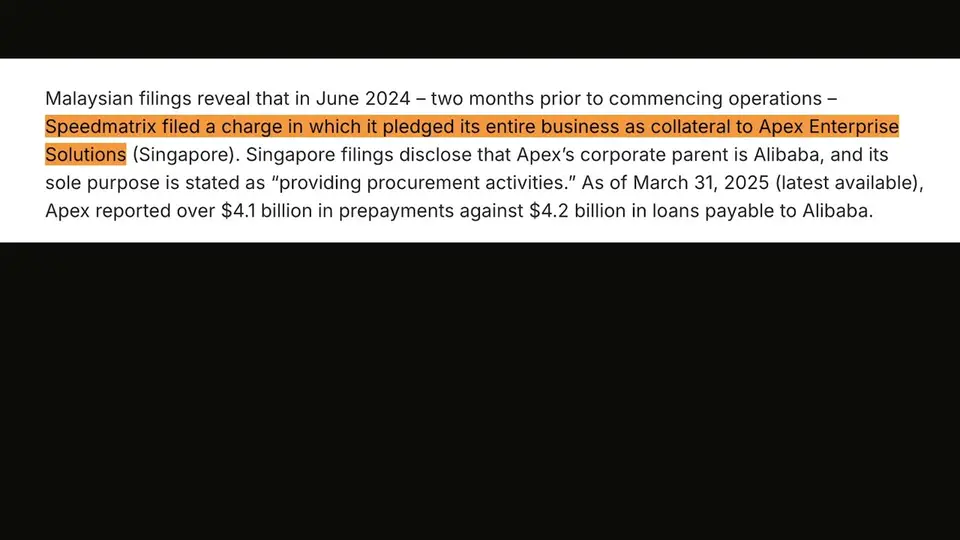 Malaysian filings reveal that in June 2024 – two months prior to commencing operations –
Speedmatrix filed a charge in which it pledged its entire business as collateral to Apex Enterprise
Solutions (Singapore). Singapore filings disclose that Apex’s corporate parent is Alibaba, and its
sole purpose is stated as “providing procurement activities.” As of March 31, 2025 (latest available),
Apex reported over $4.1 billion in prepayments against $4.2 billion in loans payable to Alibaba.